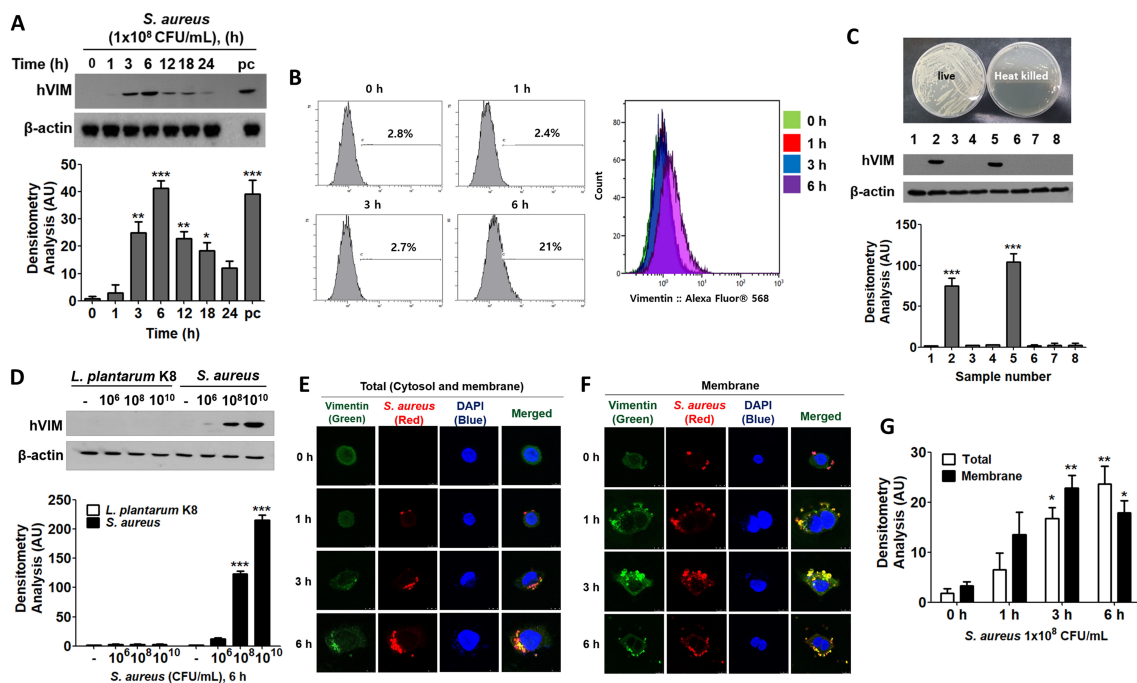 A
S. aureus
(1x10⁸ CFU/mL), (h)
Time (h) 0 1 3 6 12 18 24 pc
hVIM
β-actin
Densitometry
Analysis (AU)
50
40
30
20
10
0
**
***
**
*
***
0 1 3 6 12 18 24 pc
Time (h)
B
0 h
2.8%
1 h
2.4%
3 h
2.7%
6 h
21%
Count
0 h
1 h
3 h
6 h
10⁰ 10¹ 10² 10³
Vimentin :: Alexa Fluor® 568
C
live
Heat killed
1 2 3 4 5 6 7 8
hVIM
β-actin
Densitometry
Analysis (AU)
150
100
50
0
***
***
1 2 3 4 5 6 7 8
Sample number
D
L. plantarum K8 S. aureus
- 10⁶ 10⁸ 10¹⁰ - 10⁶ 10⁸ 10¹⁰
hVIM
β-actin
Densitometry
Analysis (AU)
250
200
150
100
50
0
L. plantarum K8
S. aureus
***
***
- 10⁶ 10⁸ 10¹⁰ - 10⁶ 10⁸ 10¹⁰
S. aureus (CFU/mL), 6 h
E
Total (Cytosol and membrane)
Vimentin S. aureus DAPI Merged
(Green) (Red) (Blue)
0 h
1 h
3 h
6 h
F
Membrane
Vimentin S. aureus DAPI Merged
(Green) (Red) (Blue)
0 h
1 h
3 h
6 h
G
Densitometry
Analysis (AU)
30
20
10
0
Total
Membrane
*
**
**
*
0 h 1 h 3 h 6 h
S. aureus 1x10⁸ CFU/mL